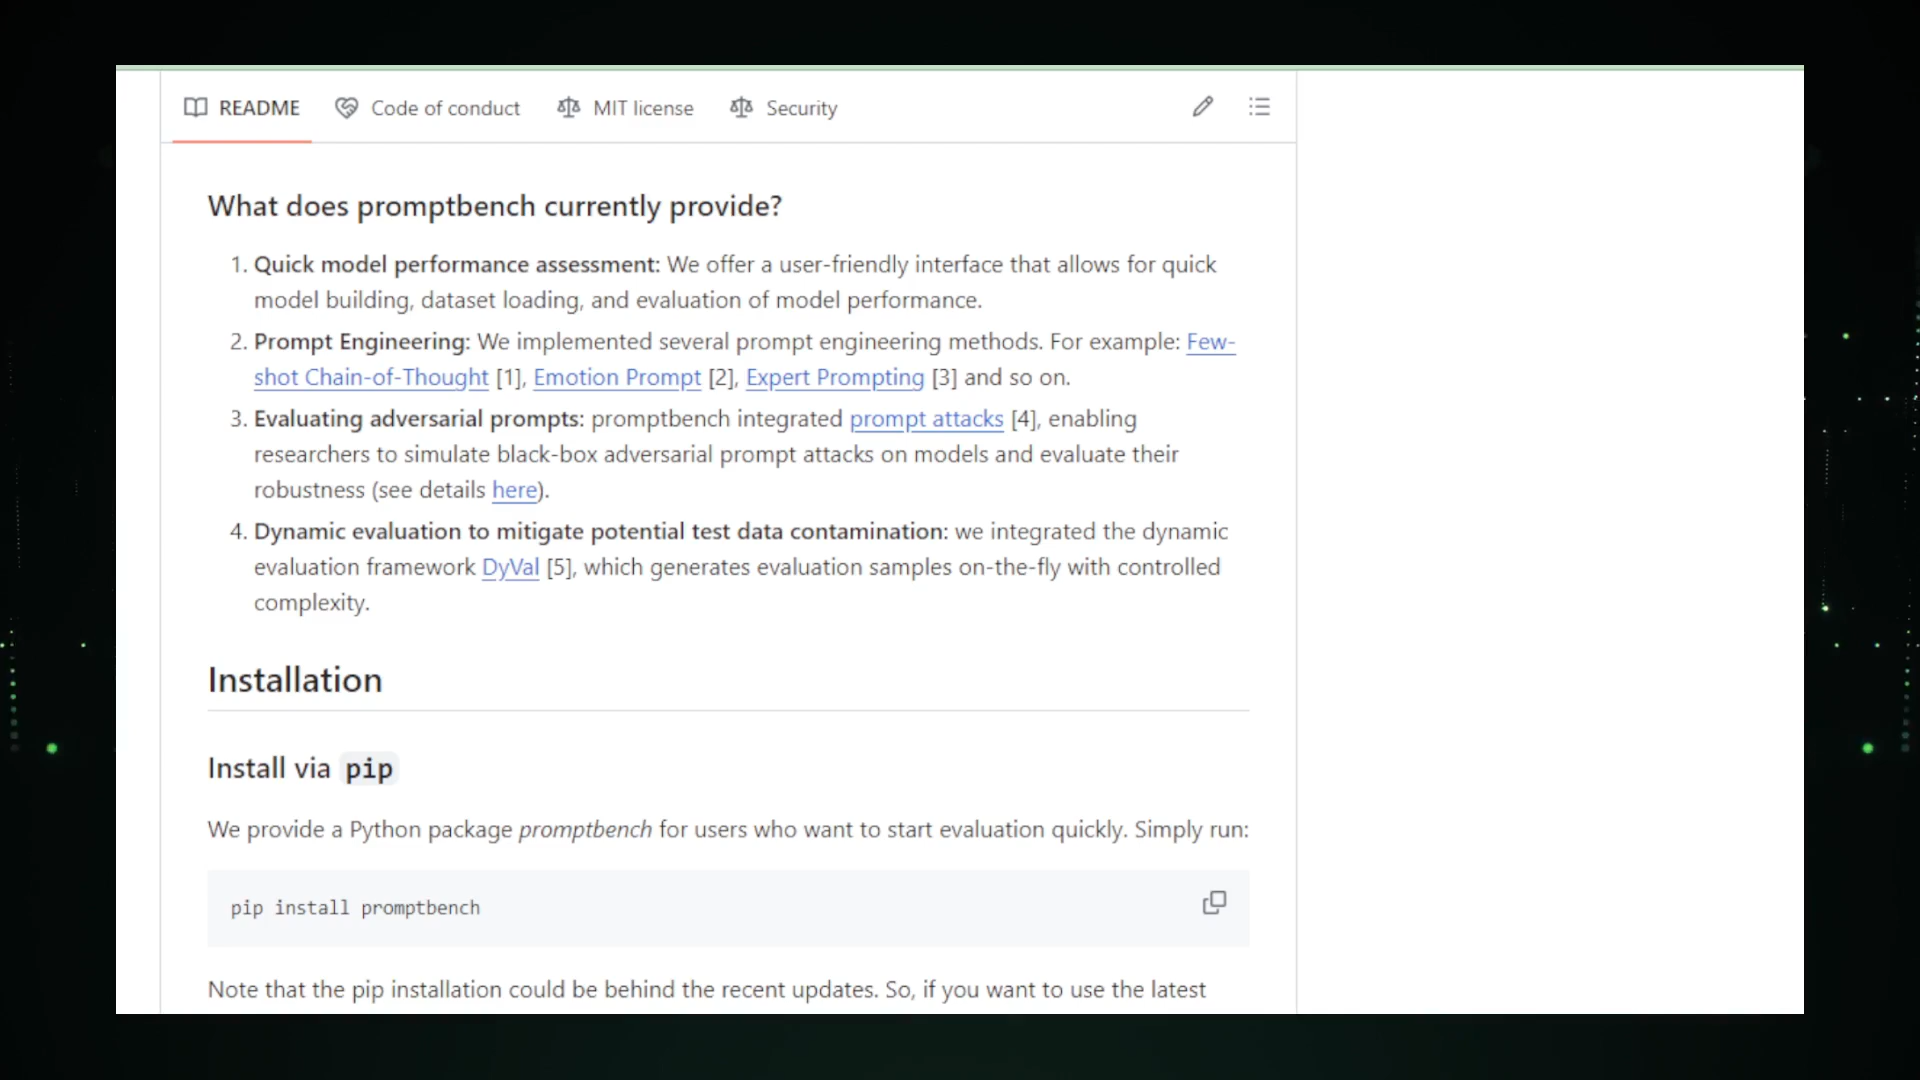 README Code of conduct MIT license Security
What does promptbench currently provide?
1. Quick model performance assessment: We offer a user-friendly interface that allows for quick
model building, dataset loading, and evaluation of model performance.
2. Prompt Engineering: We implemented several prompt engineering methods. For example: Few-
shot Chain-of-Thought [1], Emotion Prompt [2], Expert Prompting [3] and so on.
3. Evaluating adversarial prompts: promptbench integrated prompt attacks [4], enabling
researchers to simulate black-box adversarial prompt attacks on models and evaluate their
robustness (see details here).
4. Dynamic evaluation to mitigate potential test data contamination: we integrated the dynamic
evaluation framework DyVal [5], which generates evaluation samples on-the-fly with controlled
complexity.
Installation
Install via pip
We provide a Python package promptbench for users who want to start evaluation quickly. Simply run:
pip install promptbench
Note that the pip installation could be behind the recent updates. So, if you want to use the latest